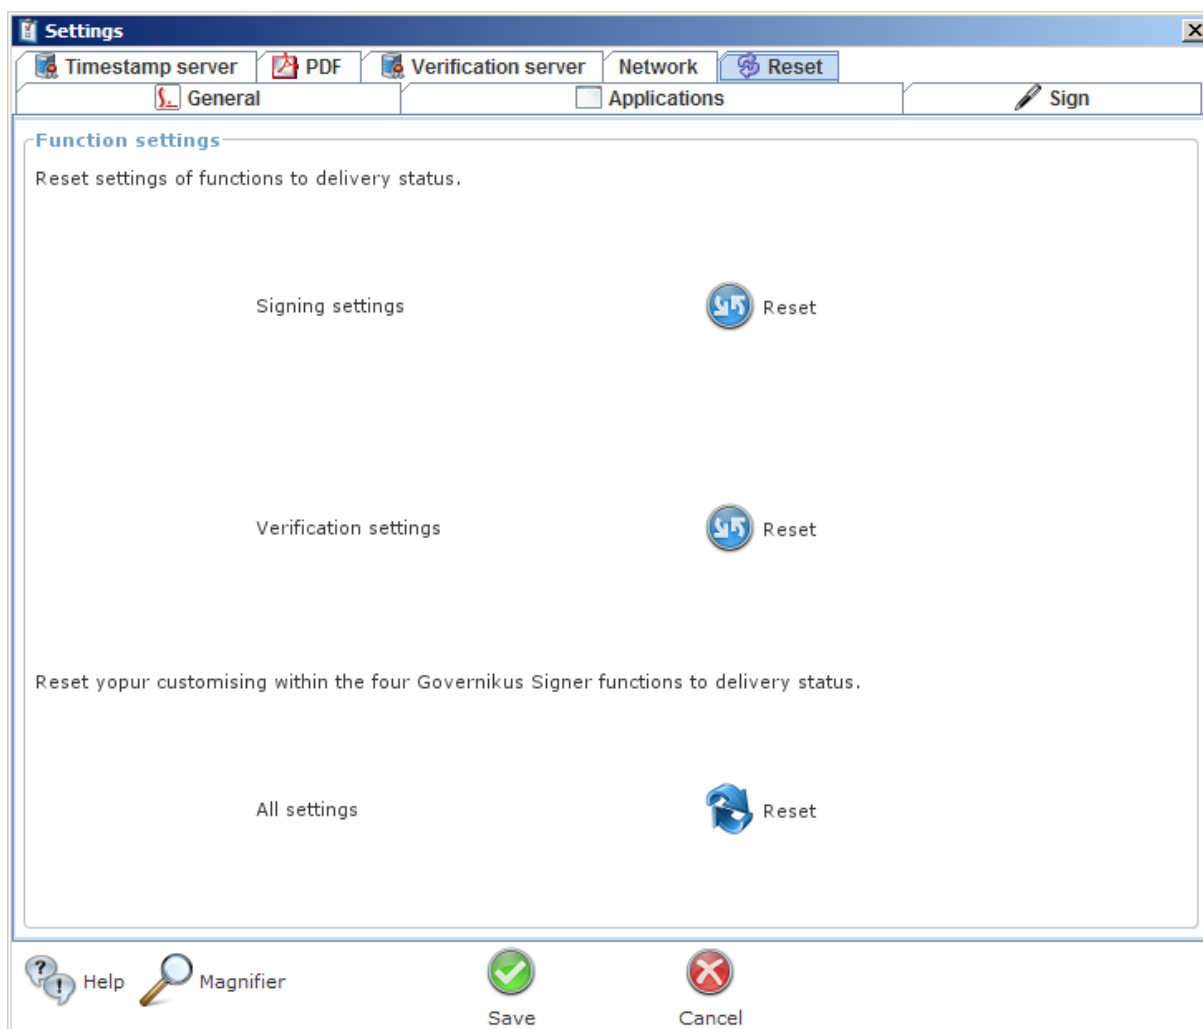 Settings
Timestamp server PDF Verification server Network Reset
General Applications Sign
Function settings
Reset settings of functions to delivery status.
Signing settings Reset
Verification settings Reset
Reset yopur customising within the four Governikus Signer functions to delivery status.
All settings Reset
Help Magnifier
Save Cancel